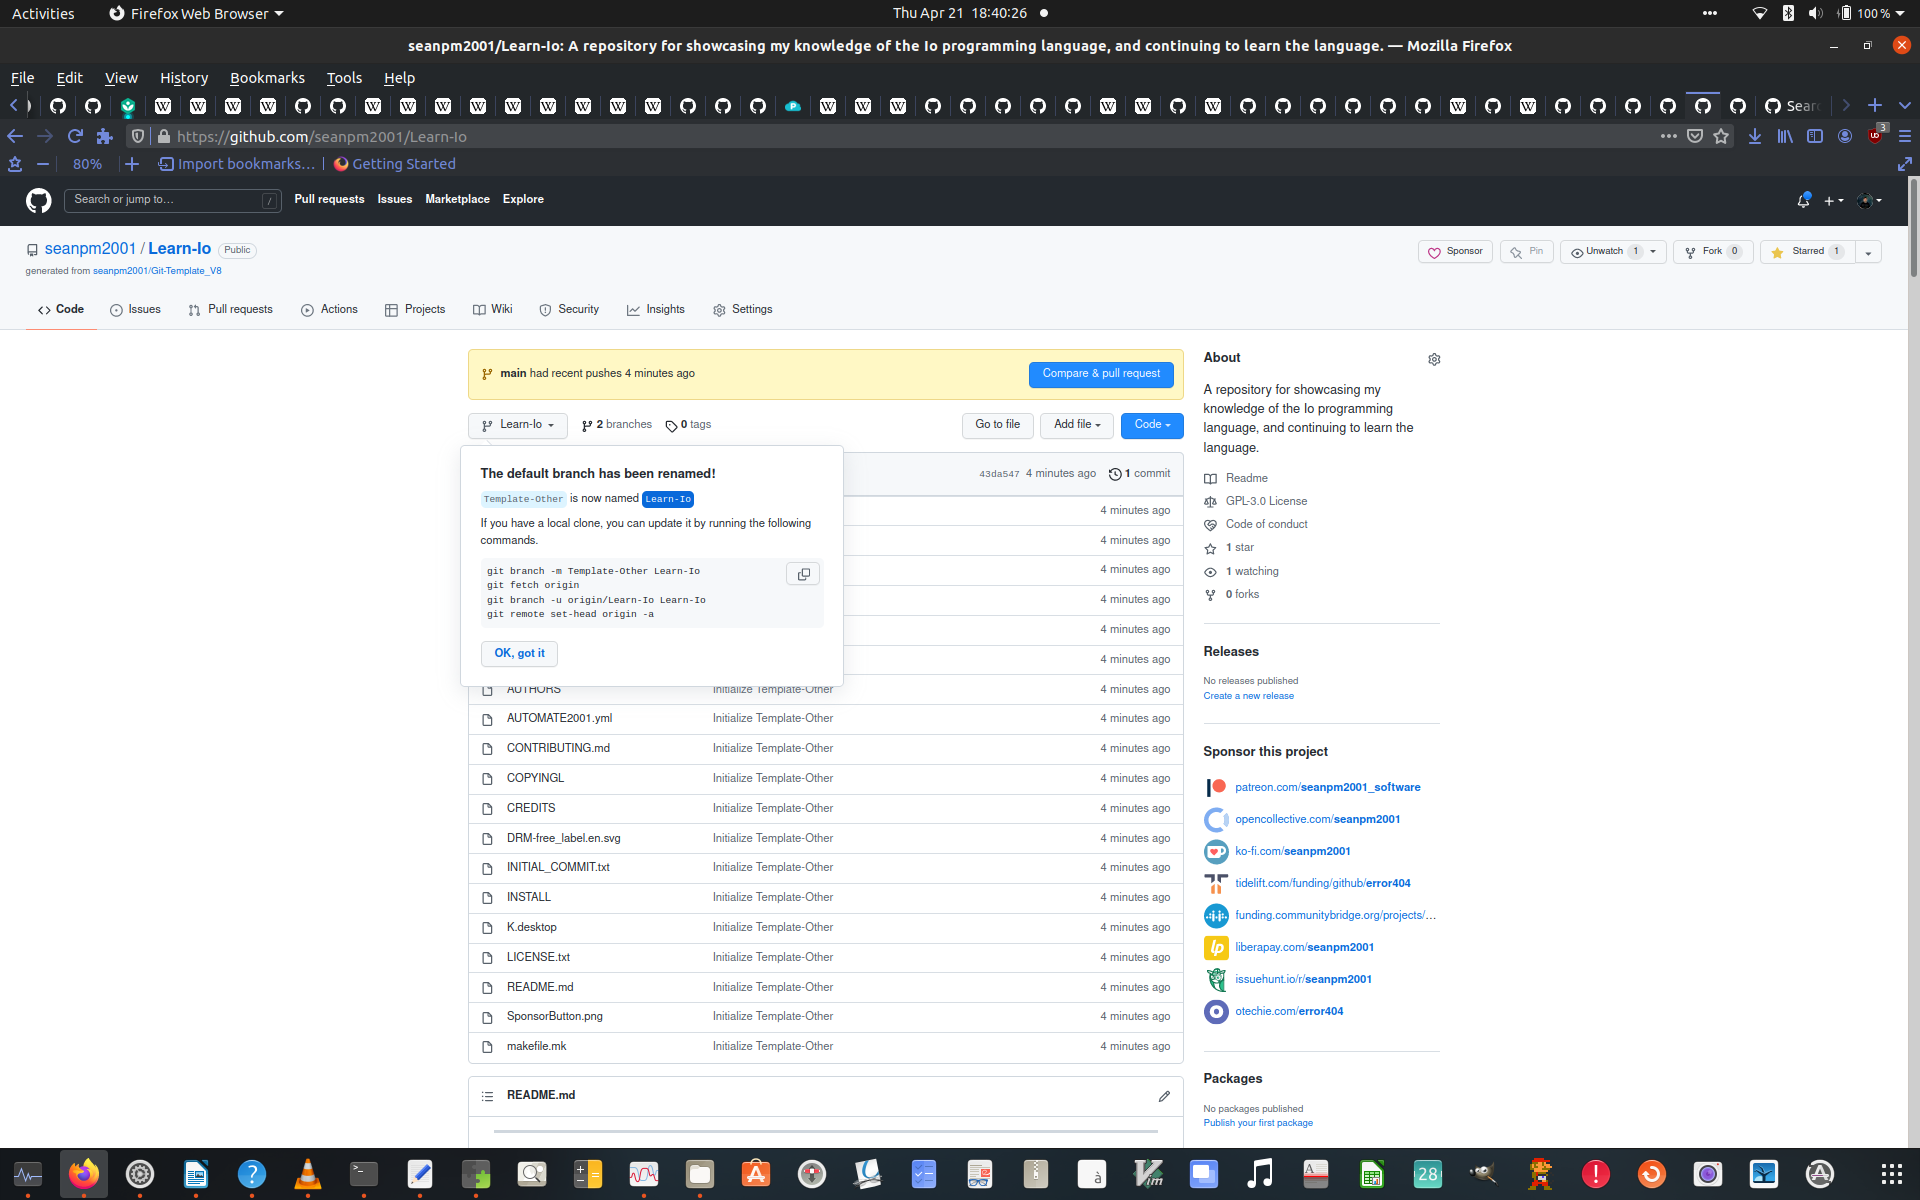 Activities
Firefox Web Browser
Thu Apr 21 18:40:26
100 %
seanpm2001/Learn-Io: A repository for showcasing my knowledge of the Io programming language, and continuing to learn the language. — Mozilla Firefox
File Edit View History Bookmarks Tools Help
Sear
https://github.com/seanpm2001/Learn-Io
3
80%
Import bookmarks...
Getting Started
Search or jump to...
/
Pull requests Issues Marketplace Explore
seanpm2001 / Learn-Io
Public
generated from seanpm2001/Git-Template_V8
Sponsor
Pin
Unwatch 1
Fork 0
Starred 1
Code
Issues
Pull requests
Actions
Projects
Wiki
Security
Insights
Settings
main had recent pushes 4 minutes ago
Compare & pull request
Learn-Io
2 branches
0 tags
Go to file
Add file
Code
The default branch has been renamed!
Template-Other is now named Learn-Io
If you have a local clone, you can update it by running the following
commands.
git branch -m Template-Other Learn-Io
git fetch origin
git branch -u origin/Learn-Io Learn-Io
git remote set-head origin -a
OK, got it
43da547 4 minutes ago
1 commit
4 minutes ago
4 minutes ago
4 minutes ago
4 minutes ago
4 minutes ago
4 minutes ago
AUTHORS Initialize Template-Other 4 minutes ago
AUTOMATE2001.yml Initialize Template-Other 4 minutes ago
CONTRIBUTING.md Initialize Template-Other 4 minutes ago
COPYINGL Initialize Template-Other 4 minutes ago
CREDITS Initialize Template-Other 4 minutes ago
DRM-free_label.en.svg Initialize Template-Other 4 minutes ago
INITIAL_COMMIT.txt Initialize Template-Other 4 minutes ago
INSTALL Initialize Template-Other 4 minutes ago
K.desktop Initialize Template-Other 4 minutes ago
LICENSE.txt Initialize Template-Other 4 minutes ago
README.md Initialize Template-Other 4 minutes ago
SponsorButton.png Initialize Template-Other 4 minutes ago
makefile.mk Initialize Template-Other 4 minutes ago
README.md
About
A repository for showcasing my
knowledge of the Io programming
language, and continuing to learn the
language.
Readme
GPL-3.0 License
Code of conduct
1 star
1 watching
0 forks
Releases
No releases published
Create a new release
Sponsor this project
patreon.com/seanpm2001_software
opencollective.com/seanpm2001
ko-fi.com/seanpm2001
tidelift.com/funding/github/error404
funding.communitybridge.org/projects/...
liberapay.com/seanpm2001
issuehunt.io/r/seanpm2001
otechie.com/error404
Packages
No packages published
Publish your first package
28